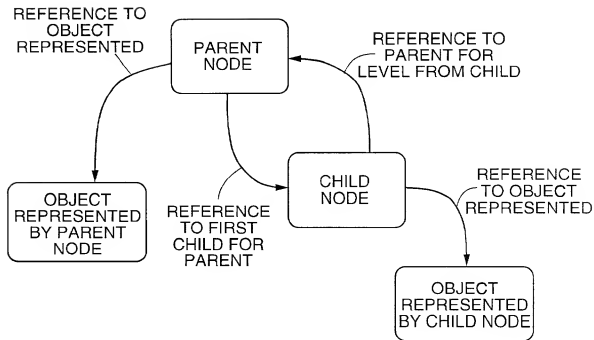 REFERENCE TO
OBJECT
REPRESENTED
PARENT
NODE
REFERENCE TO
PARENT FOR
LEVEL FROM CHILD
OBJECT
REPRESENTED
BY PARENT
NODE
REFERENCE
TO FIRST
CHILD FOR
PARENT
CHILD
NODE
REFERENCE
TO OBJECT
REPRESENTED
OBJECT
REPRESENTED
BY CHILD NODE